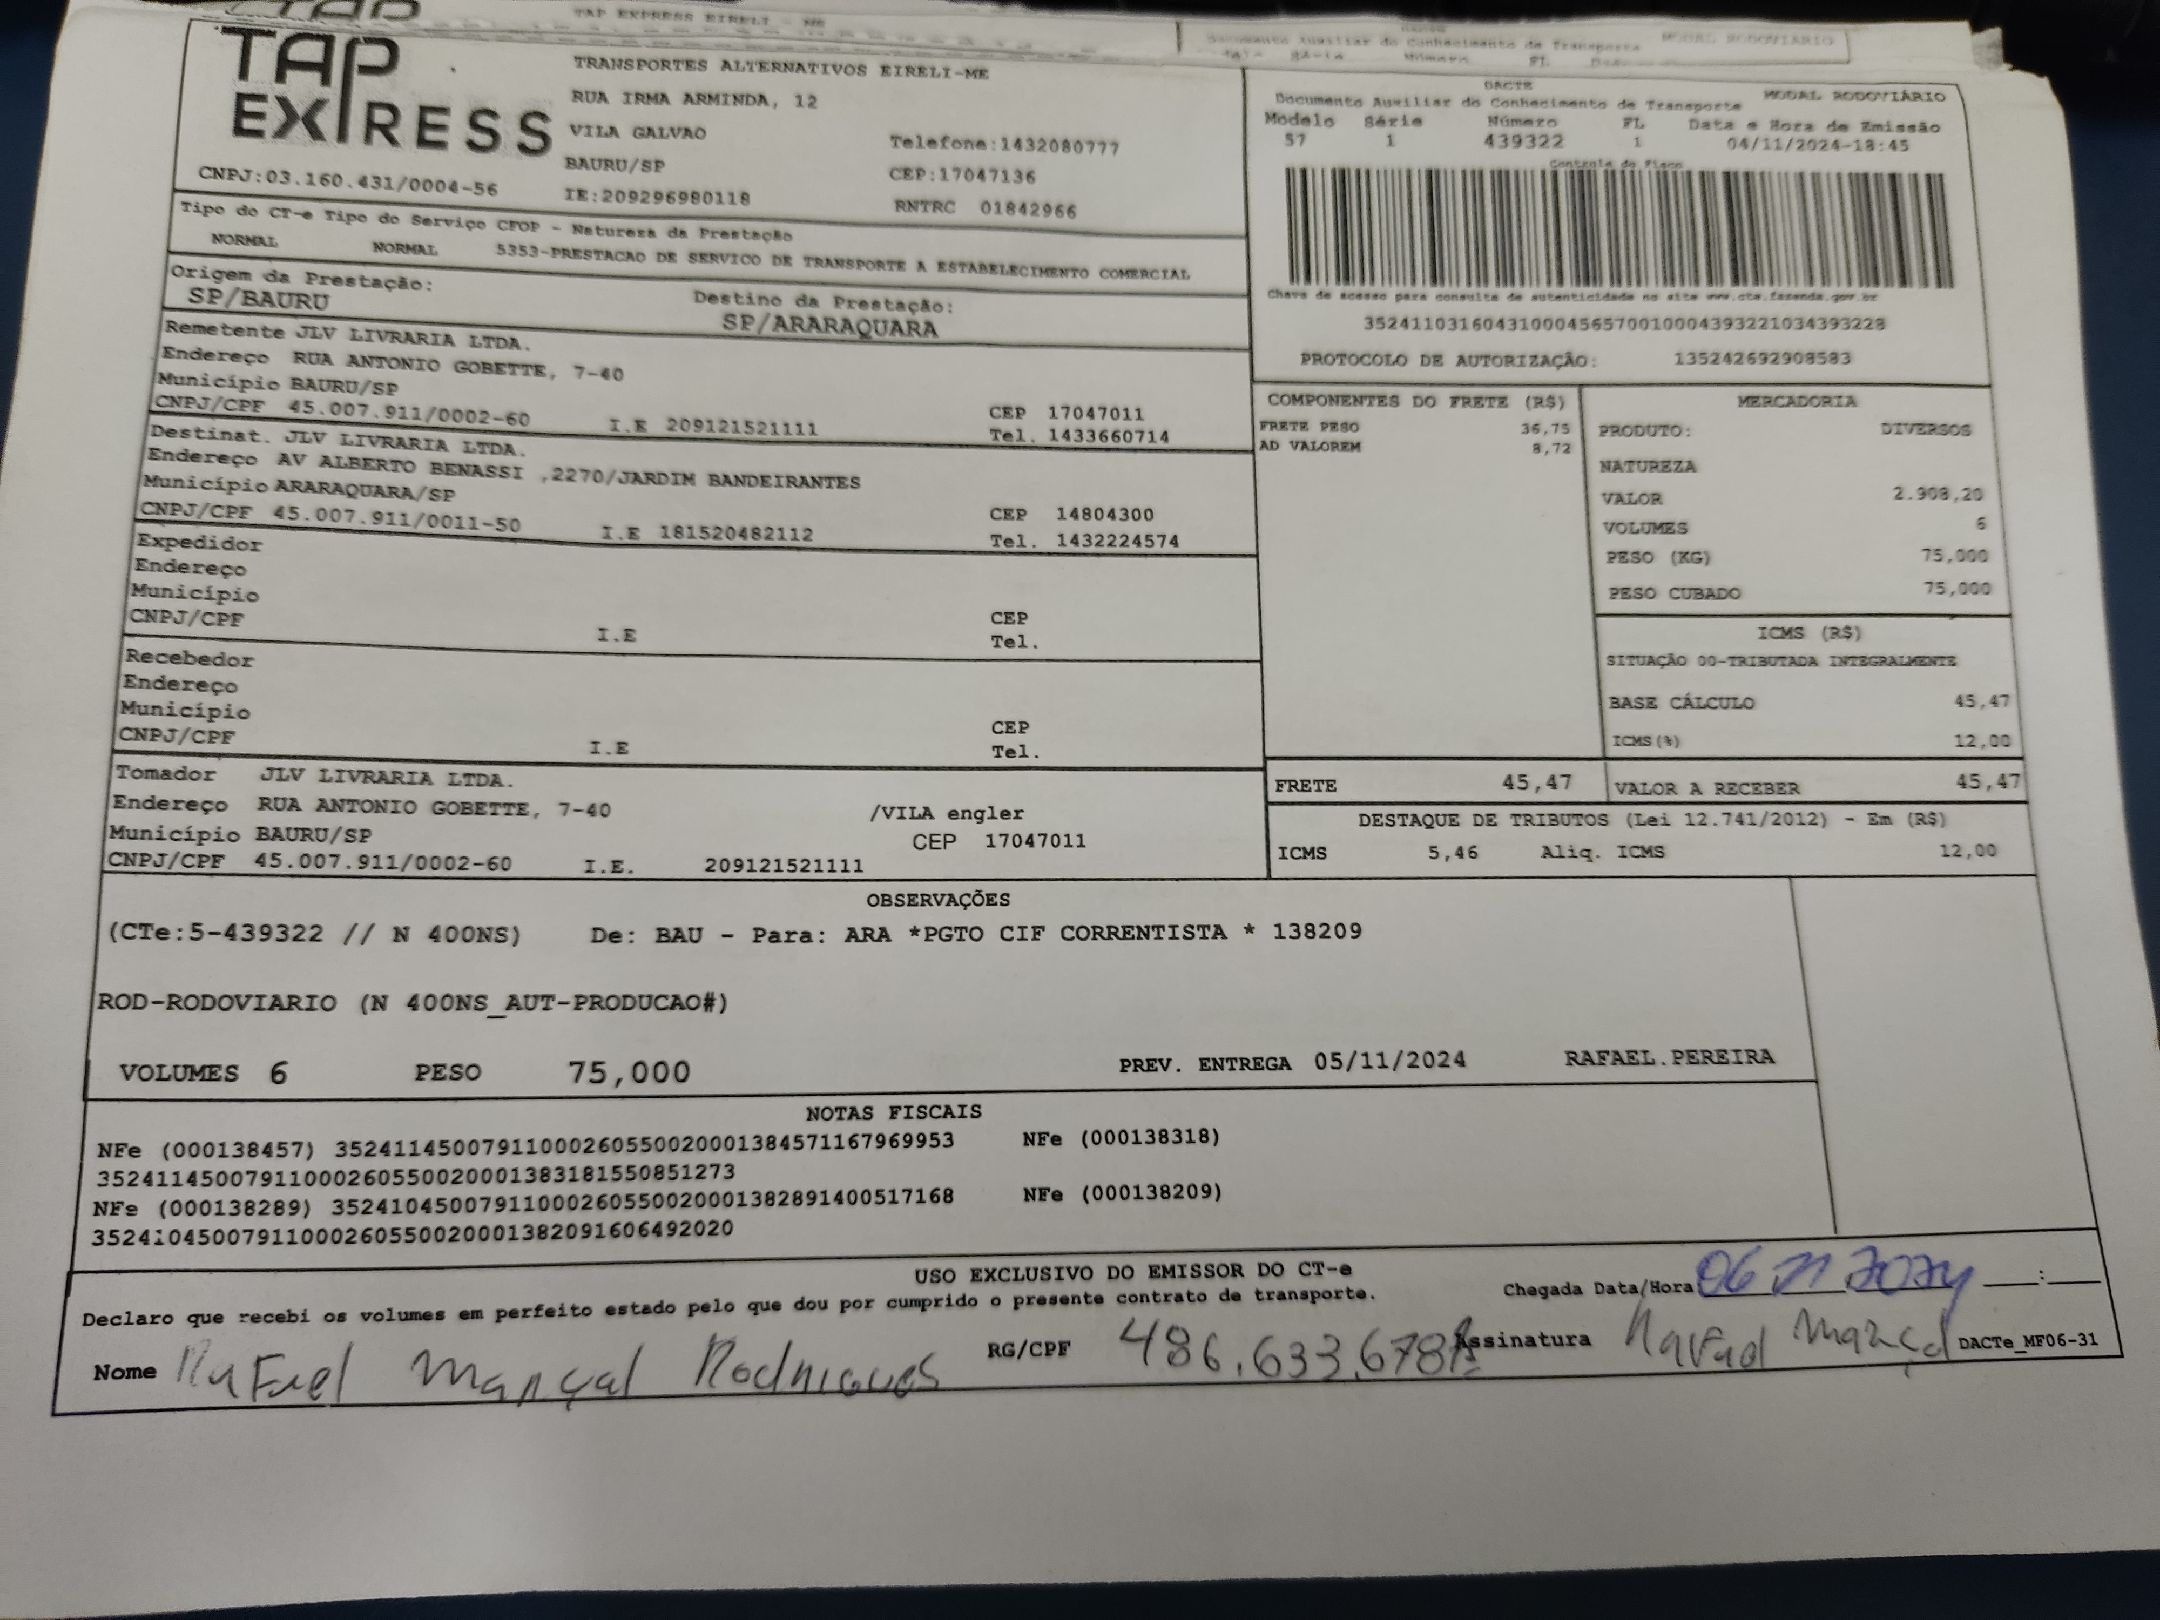 TAP EXPRESS EIRELI - ME
Documento Auxiliar do Conhecimento de Transporte MODAL RODOVIÁRIO
TAP
EXPRESS
CNPJ:03.160.431/0004-56
TRANSPORTES ALTERNATIVOS EIRELI-ME
RUA IRMA ARMINDA, 12
VILA GALVAO
BAURU/SP
IE:209296980118
Telefone:1432080777
CEP:17047136
RNTRC 01842966
DACTE
Documento Auxiliar do Conhecimento de Transporte MODAL RODOVIÁRIO
Modelo Série Número FL Data e Hora de Emissão
57 1 439322 1 04/11/2024-18:45
Controle do Fisco
Chave de acesso para consulta de autenticidade no site www.cte.fazenda.gov.br
35241103160431000456570010004393221034393228
PROTOCOLO DE AUTORIZAÇÃO: 135242692908583
Tipo do CT-e Tipo do Serviço CFOP - Natureza da Prestação
NORMAL NORMAL 5353-PRESTACAO DE SERVICO DE TRANSPORTE A ESTABELECIMENTO COMERCIAL
Origem da Prestação: Destino da Prestação:
SP/BAURU SP/ARARAQUARA
Remetente JLV LIVRARIA LTDA.
Endereço RUA ANTONIO GOBETTE, 7-40
Município BAURU/SP CEP 17047011
CNPJ/CPF 45.007.911/0002-60 I.E 209121521111 Tel. 1433660714
Destinat. JLV LIVRARIA LTDA.
Endereço AV ALBERTO BENASSI ,2270/JARDIM BANDEIRANTES
Município ARARAQUARA/SP CEP 14804300
CNPJ/CPF 45.007.911/0011-50 I.E 181520482112 Tel. 1432224574
Expedidor
Endereço
Município CEP
CNPJ/CPF I.E Tel.
Recebedor
Endereço
Município CEP
CNPJ/CPF I.E Tel.
Tomador JLV LIVRARIA LTDA.
Endereço RUA ANTONIO GOBETTE, 7-40 /VILA engler
Município BAURU/SP CEP 17047011
CNPJ/CPF 45.007.911/0002-60 I.E. 209121521111
COMPONENTES DO FRETE (R$)
FRETE PESO 36,75
AD VALOREM 8,72
MERCADORIA
PRODUTO: DIVERSOS
NATUREZA
VALOR 2.908,20
VOLUMES 6
PESO (KG) 75,000
PESO CUBADO 75,000
ICMS (R$)
SITUAÇÃO 00-TRIBUTADA INTEGRALMENTE
BASE CÁLCULO 45,47
ICMS(%) 12,00
FRETE 45,47 VALOR A RECEBER 45,47
DESTAQUE DE TRIBUTOS (Lei 12.741/2012) - Em (R$)
ICMS 5,46 Aliq. ICMS 12,00
OBSERVAÇÕES
(CTe:5-439322 // N 400NS) De: BAU - Para: ARA *PGTO CIF CORRENTISTA * 138209
ROD-RODOVIARIO (N 400NS_AUT-PRODUCAO#)
VOLUMES 6 PESO 75,000 PREV. ENTREGA 05/11/2024 RAFAEL.PEREIRA
NOTAS FISCAIS
NFe (000138457) 35241145007911000260550020001384571167969953 NFe (000138318)
35241145007911000260550020001383181550851273
NFe (000138289) 35241045007911000260550020001382891400517168 NFe (000138209)
35241045007911000260550020001382091606492020
USO EXCLUSIVO DO EMISSOR DO CT-e
Chegada Data/Hora 06 11 2024 ___:___
Declaro que recebi os volumes em perfeito estado pelo que dou por cumprido o presente contrato de transporte.
Nome Rafael Marçal Rodrigues RG/CPF 486.633.678 Assinatura Rafael Marçal DACTe_MF06-31